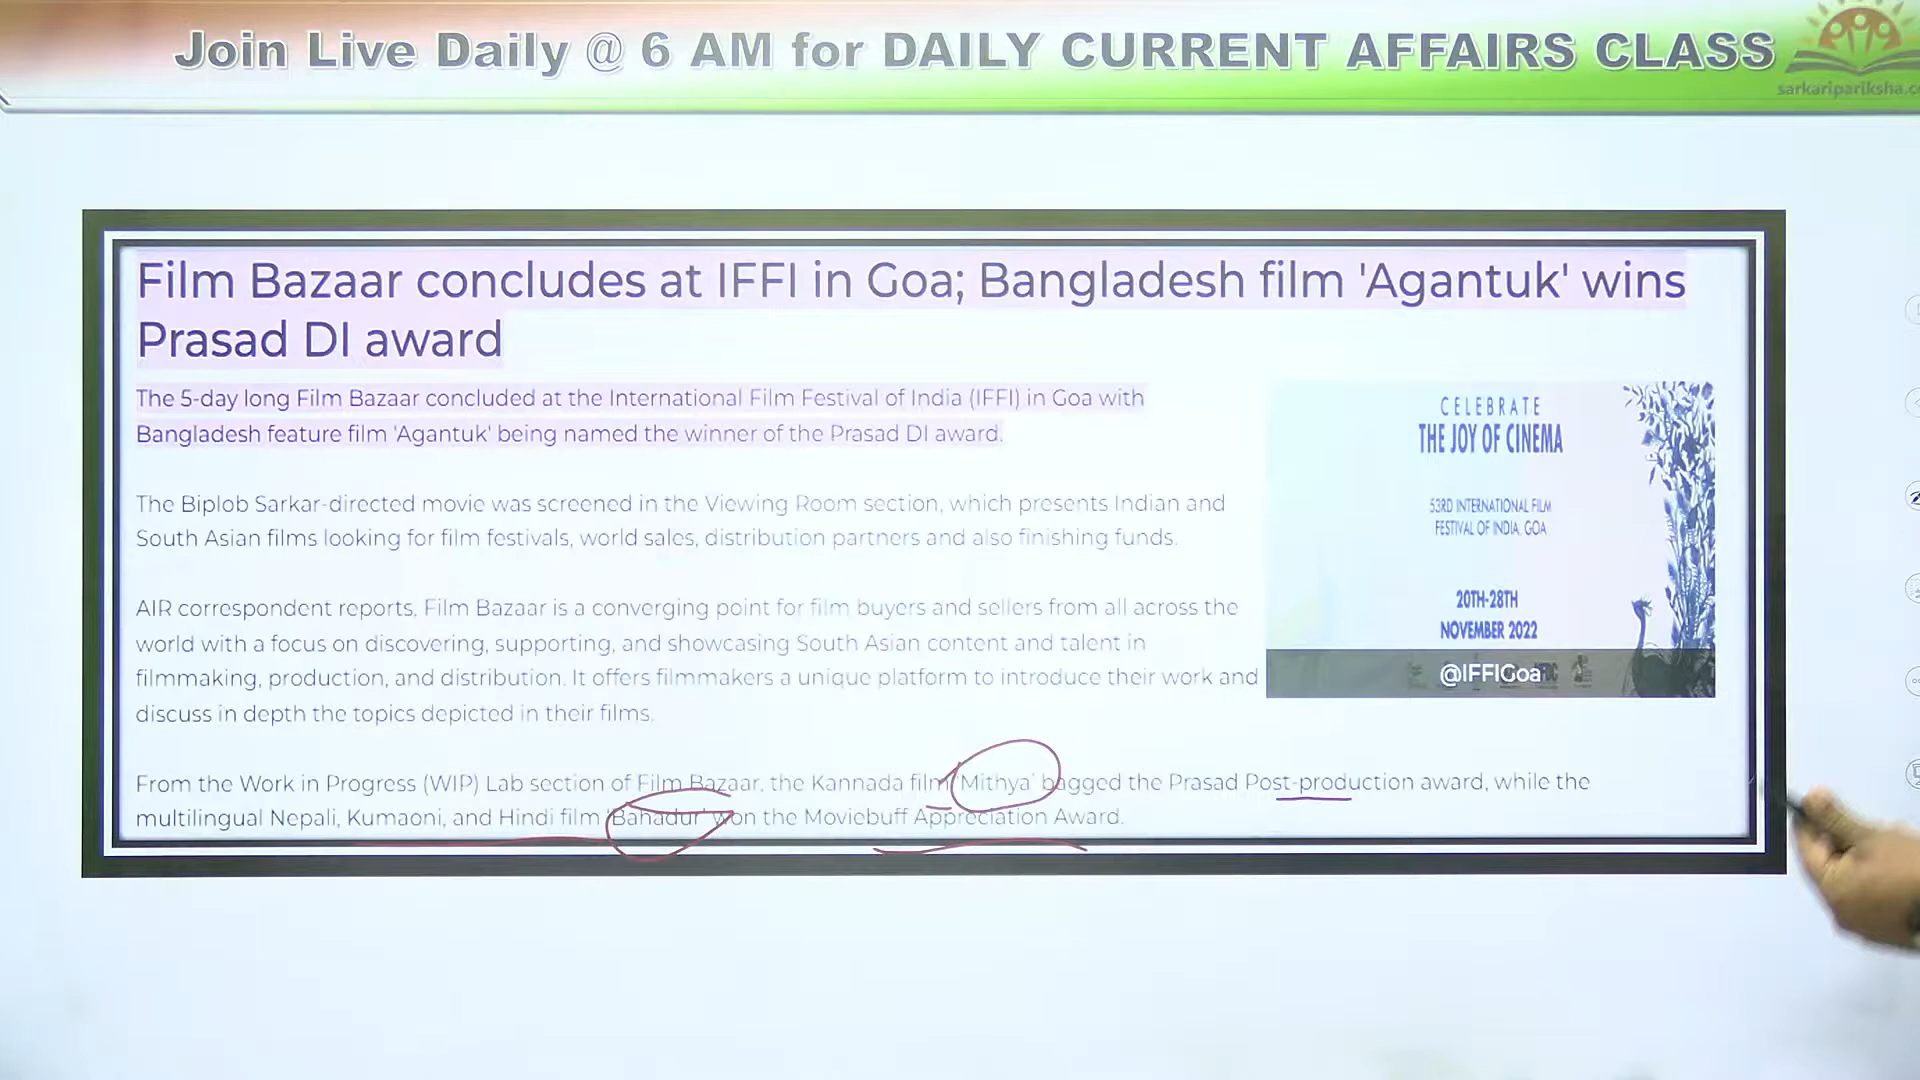 Join Live Daily @ 6 AM for DAILY CURRENT AFFAIRS CLASS
Film Bazaar concludes at IFFI in Goa; Bangladesh film 'Agantuk' wins
Prasad DI award
The 5-day long Film Bazaar concluded at the International Film Festival of India (IFFI) in Goa with
Bangladesh feature film 'Agantuk' being named the winner of the Prasad DI award.
The Biplob Sarkar-directed movie was screened in the Viewing Room section, which presents Indian and
South Asian films looking for film festivals, world sales, distribution partners and also finishing funds.
AIR correspondent reports, Film Bazaar is a converging point for film buyers and sellers from all across the
world with a focus on discovering, supporting, and showcasing South Asian content and talent in
filmmaking, production, and distribution. It offers filmmakers a unique platform to introduce their work and
discuss in depth the topics depicted in their films.
From the Work in Progress (WIP) Lab section of Film Bazaar, the Kannada film 'Mithya' bagged the Prasad Post-production award, while the
multilingual Nepali, Kumaoni, and Hindi film 'Bahadur' won the Moviebuff Appreciation Award.
CELEBRATE
THE JOY OF CINEMA
53RD INTERNATIONAL FILM
FESTIVAL OF INDIA, GOA
20TH-28TH
NOVEMBER 2022
@IFFIGoa